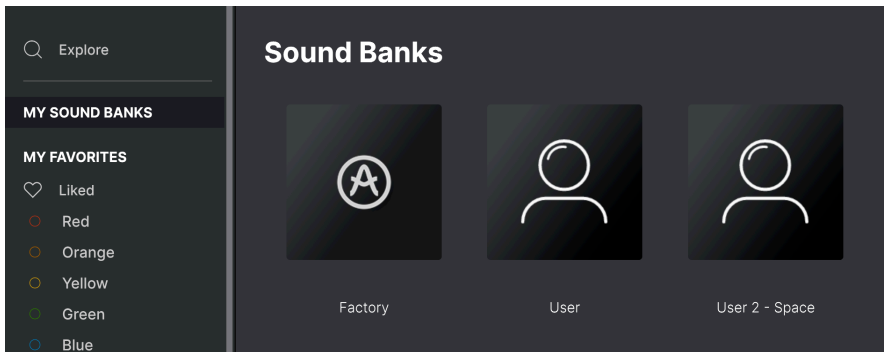 Explore
MY SOUND BANKS
MY FAVORITES
Liked
Red
Orange
Yellow
Green
Blue
Sound Banks
Factory
User
User 2 - Space